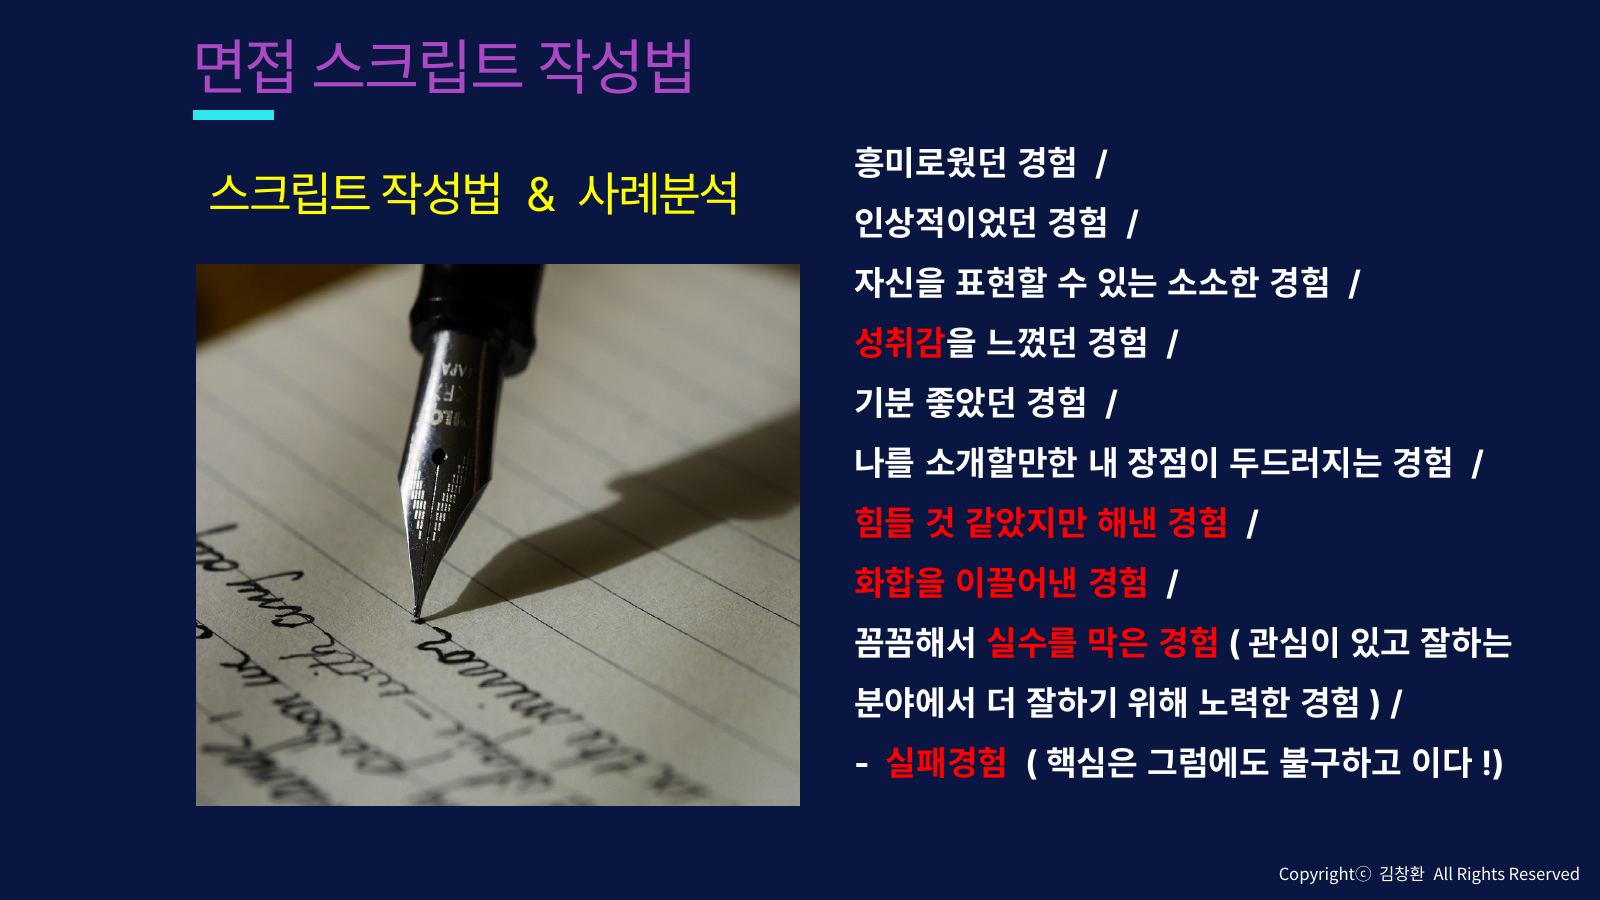 면접 스크립트 작성법
스크립트 작성법 & 사례분석
흥미로웠던 경험 /
인상적이었던 경험 /
자신을 표현할 수 있는 소소한 경험 /
성취감을 느꼈던 경험 /
기분 좋았던 경험 /
나를 소개할만한 내 장점이 두드러지는 경험 /
힘들 것 같았지만 해낸 경험 /
화합을 이끌어낸 경험 /
꼼꼼해서 실수를 막은 경험 ( 관심이 있고 잘하는
분야에서 더 잘하기 위해 노력한 경험 ) /
- 실패경험 ( 핵심은 그럼에도 불구하고 이다 !)
JAPA
any day
with
mission
person
Copyrightⓒ 김창환 All Rights Reserved